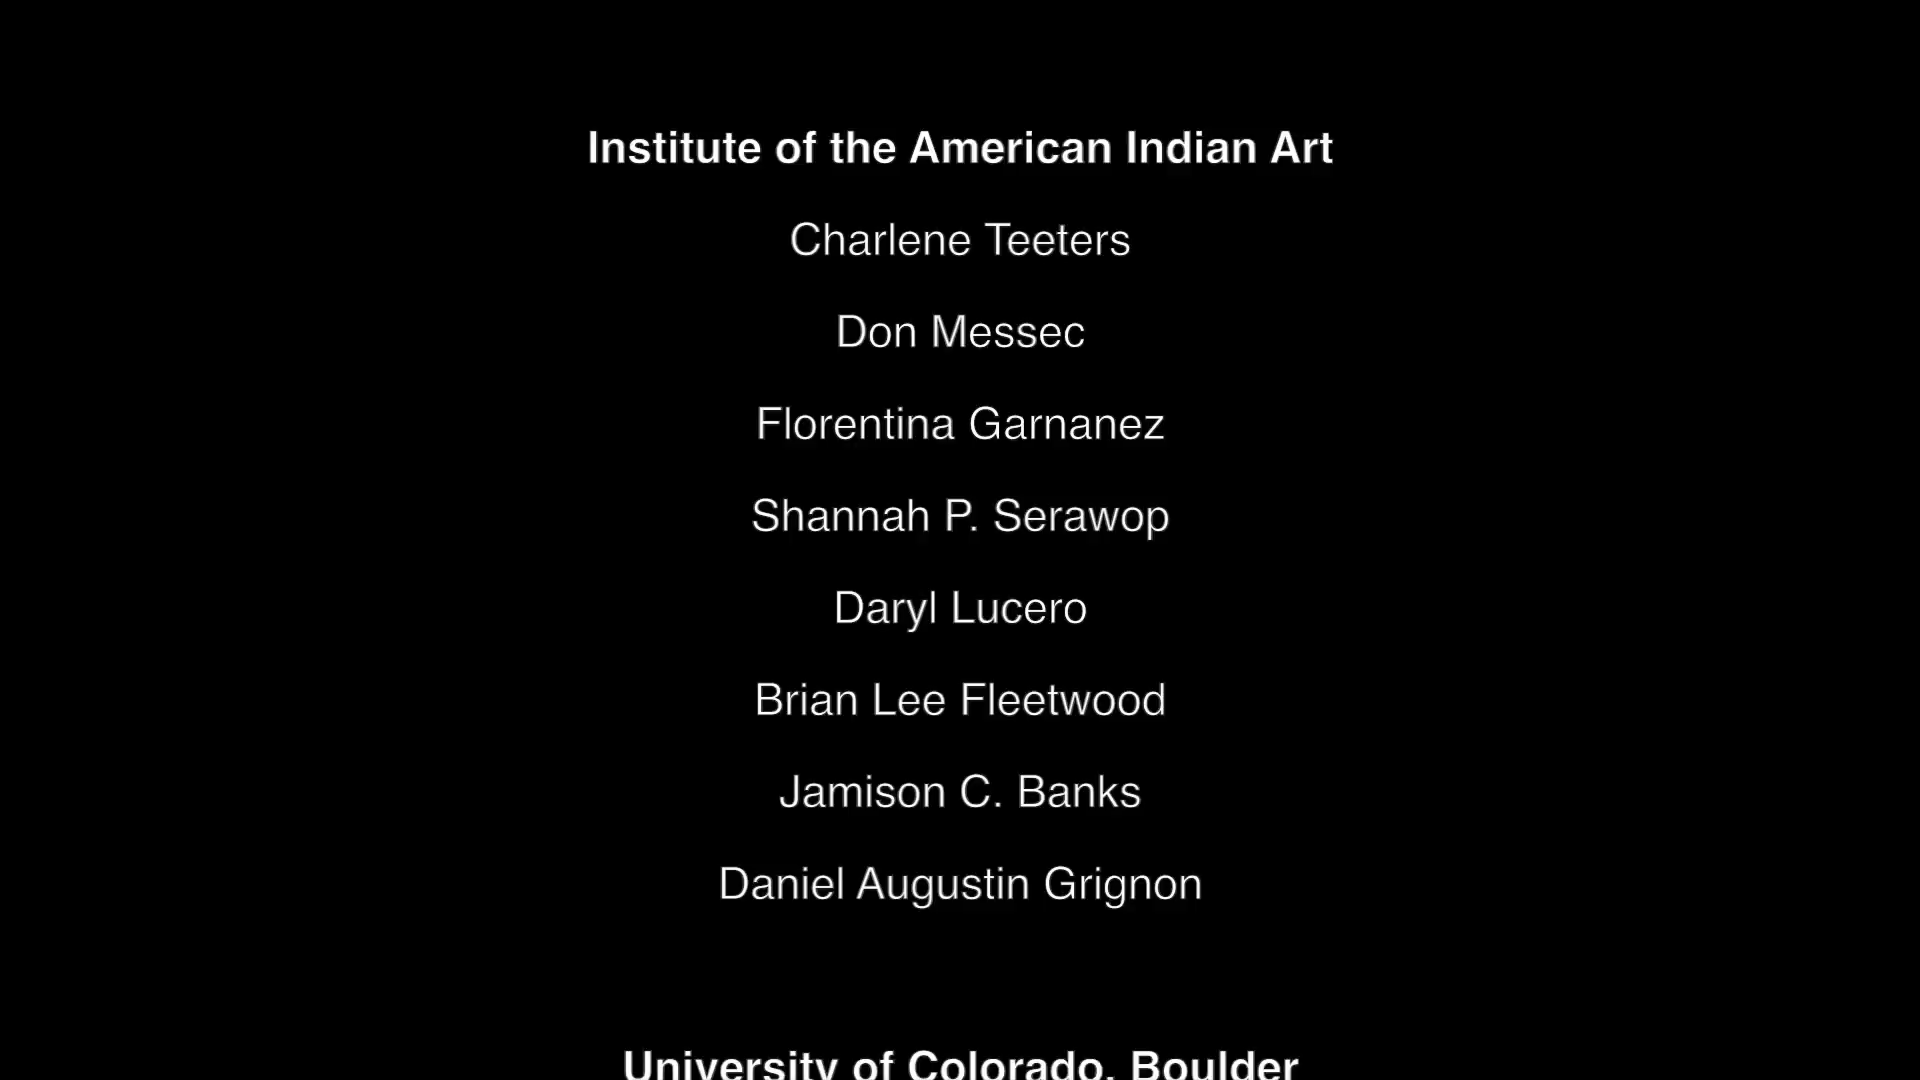 Institute of the American Indian Art
Charlene Teeters
Don Messec
Florentina Garnanez
Shannah P. Serawop
Daryl Lucero
Brian Lee Fleetwood
Jamison C. Banks
Daniel Augustin Grignon
University of Colorado, Boulder